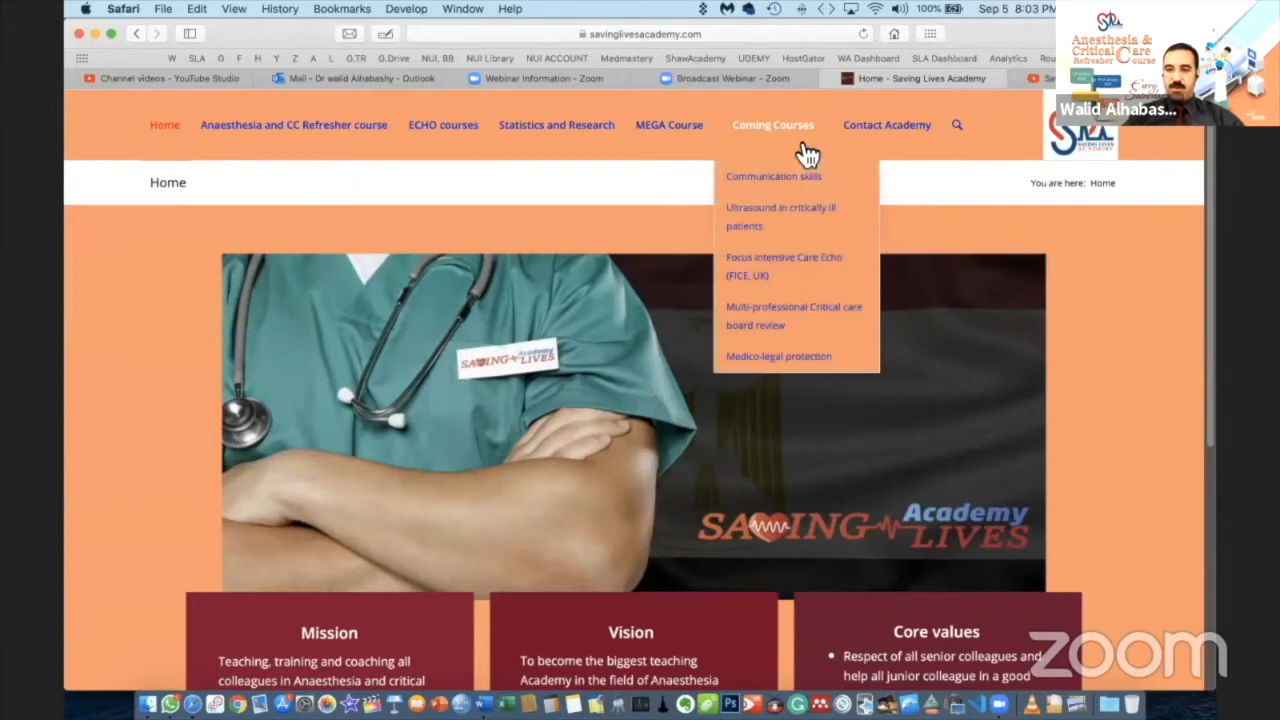 Safari File Edit View History Bookmarks Develop Window Help 100% Sep 5 8:03 PM
savinglivesacademy.com
W SLA G F H Y Z A L G.TR G.Drive NUI, BB NUI Library NUI ACCOUNT Medmastery ShawAcademy UDEMY HostGator WA Dashboard SLA Dashboard Analytics
Channel videos - YouTube Studio Mail - Dr walid Alhabashy - Outlook Webinar Information - Zoom Broadcast Webinar - Zoom Home - Saving Lives Academy
SLA
Anesthesia &
Critical Care
Refresher Course
Every
Walid Alhabas...
Home Anaesthesia and CC Refresher course ECHO courses Statistics and Research MEGA Course Coming Courses Contact Academy
SAVING LIVES
ACADEMY
Home
You are here: Home
Communication skills
Ultrasound in critically ill
patients
Focus intensive Care Echo
(FICE, UK)
Multi-professional Critical care
board review
Medico-legal protection
SAVING Academy LIVES
SAVING Academy
LIVES
Mission
Teaching, training and coaching all
colleagues in Anaesthesia and critical
Vision
To become the biggest teaching
Academy in the field of Anaesthesia
Core values
• Respect of all senior colleagues and
help all junior colleague in a good
zoom